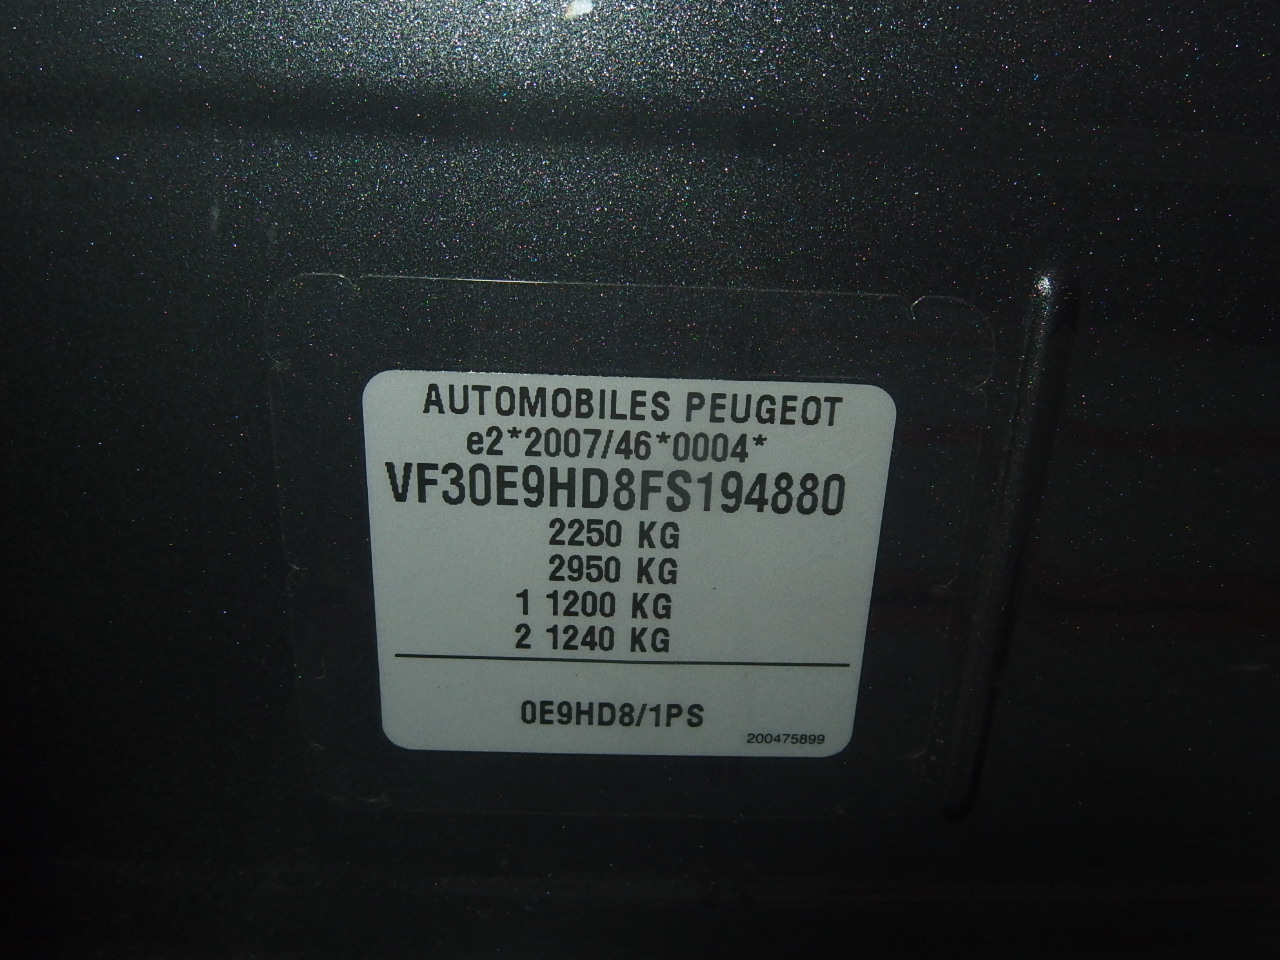 AUTOMOBILES PEUGEOT
e2*2007/46*0004*
VF30E9HD8FS194880
2250 KG
2950 KG
1 1200 KG
2 1240 KG
0E9HD8/1PS
200475899